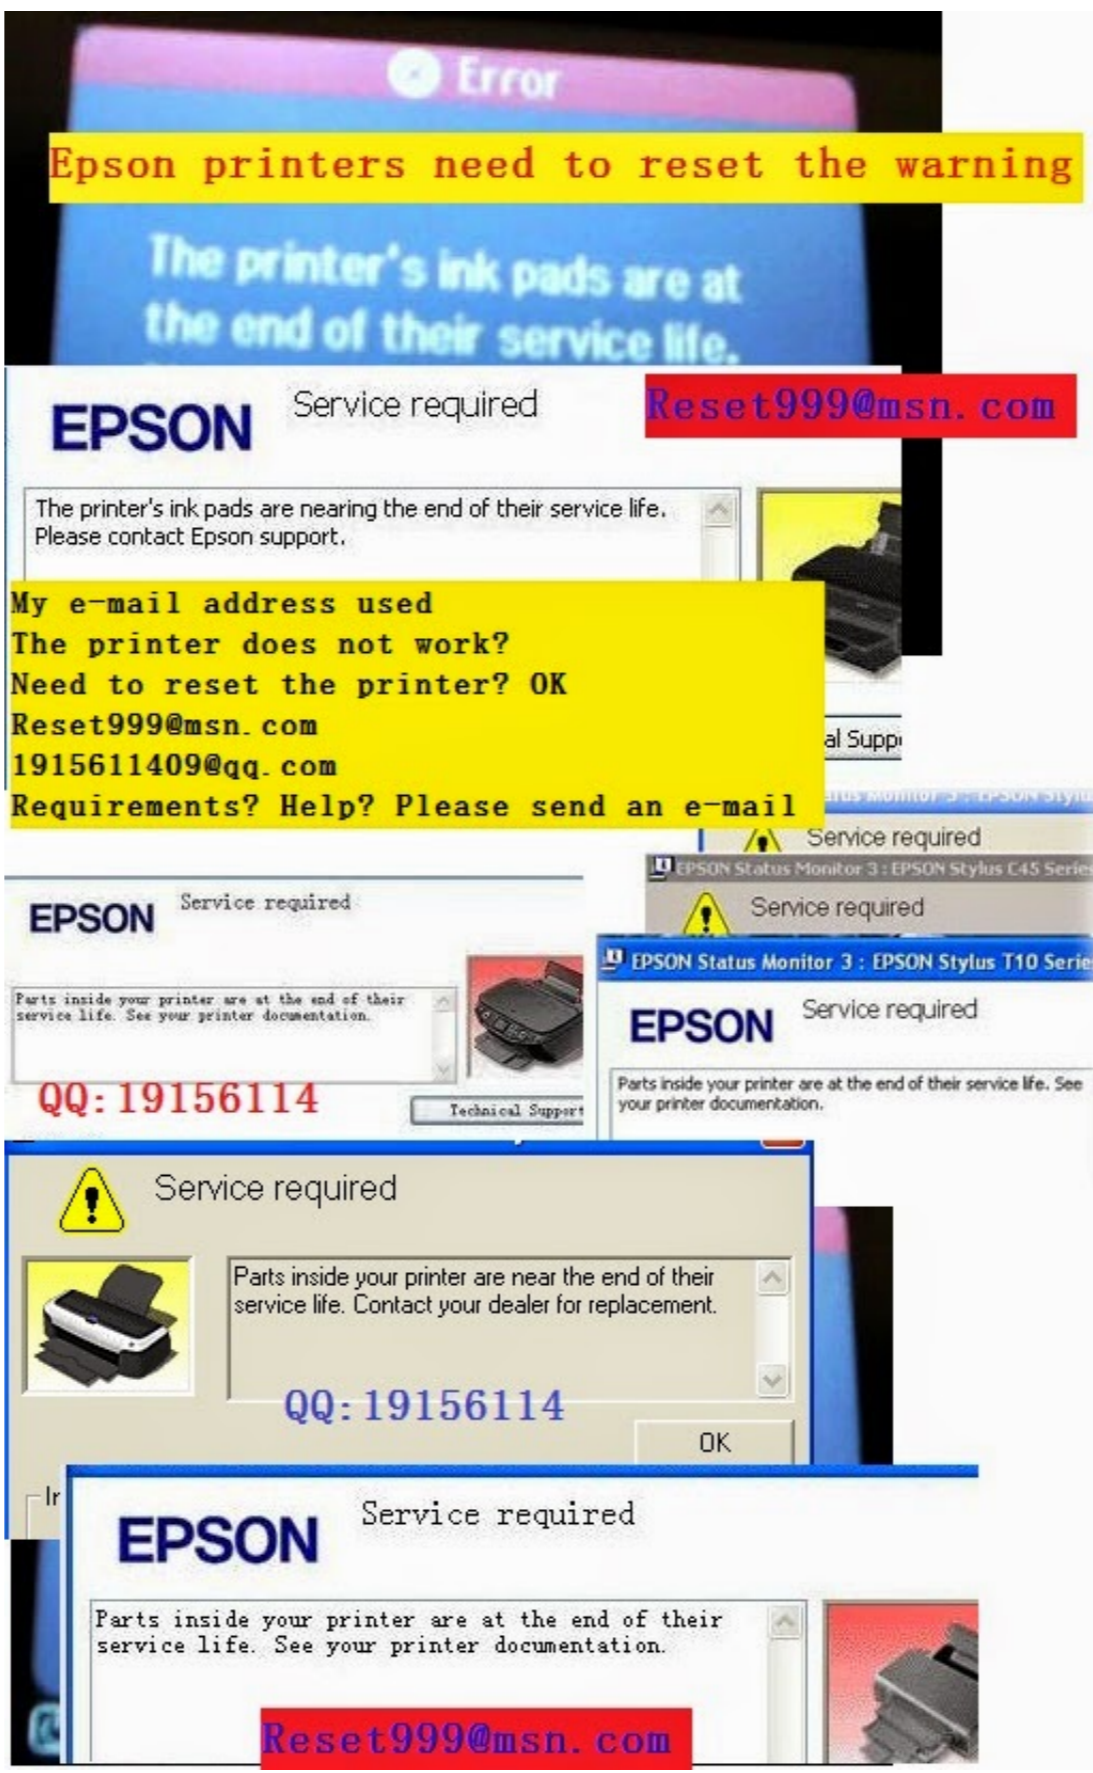 Error
Epson printers need to reset the warning
The printer's ink pads are at
the end of their service life.
EPSON
Service required
Reset999@msn.com
The printer's ink pads are nearing the end of their service life.
Please contact Epson support.
My e-mail address used
The printer does not work?
Need to reset the printer? OK
Reset999@msn.com
1915611409@qq.com
Requirements? Help? Please send an e-mail
al Suppo
Service required
EPSON Status Monitor 3 : EPSON Stylus C45 Series
Service required
EPSON
Service required
EPSON Status Monitor 3 : EPSON Stylus T10 Serie
EPSON
Service required
Parts inside your printer are at the end of their
service life. See your printer documentation.
QQ:19156114
Technical Support
Parts inside your printer are at the end of their service life. See
your printer documentation.
Service required
Parts inside your printer are near the end of their
service life. Contact your dealer for replacement.
QQ:19156114
OK
EPSON
Service required
Parts inside your printer are at the end of their
service life. See your printer documentation.
Reset999@msn.com